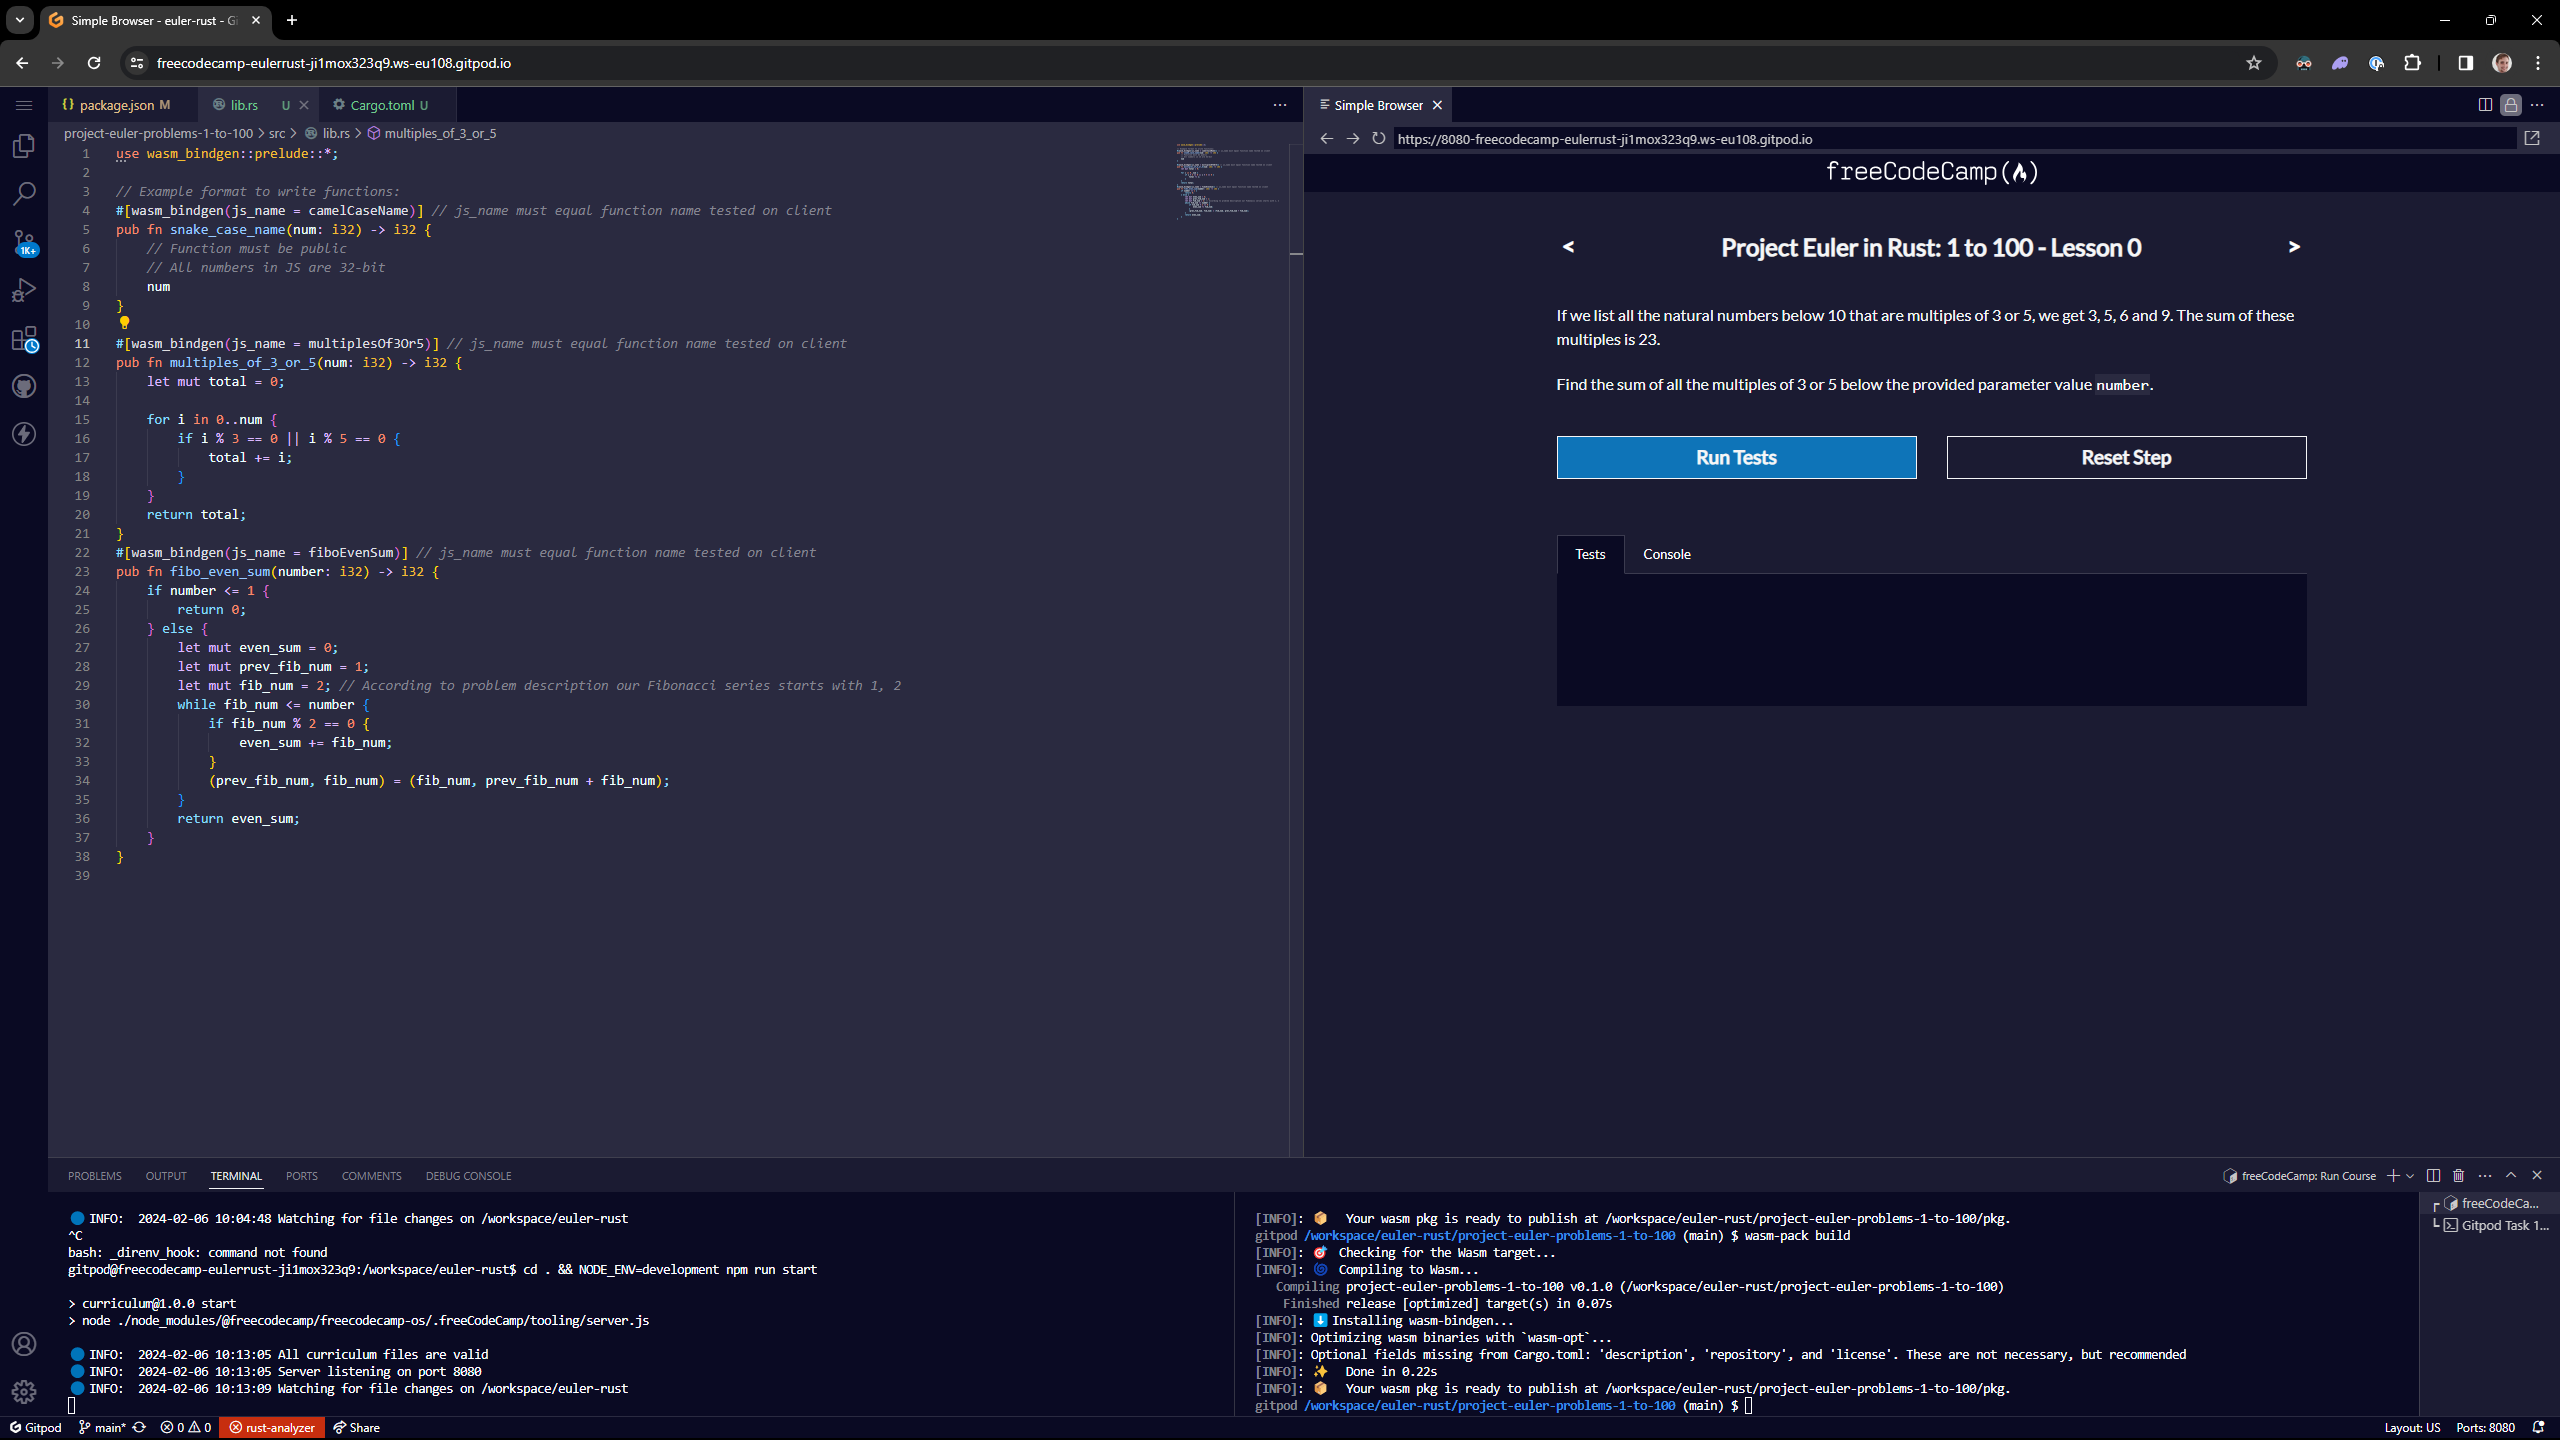 Simple Browser - euler-rust - Gi
freecodecamp-eulerrust-ji1mox323q9.ws-eu108.gitpod.io
package.json M
lib.rs U
Cargo.toml U
project-euler-problems-1-to-100 > src > lib.rs > multiples_of_3_or_5
1K+
1 use wasm_bindgen::prelude::*;
2
3 // Example format to write functions:
4 #[wasm_bindgen(js_name = camelCaseName)] // js_name must equal function name tested on client
5 pub fn snake_case_name(num: i32) -> i32 {
6 // Function must be public
7 // All numbers in JS are 32-bit
8 num
9 }
10
11 #[wasm_bindgen(js_name = multiplesOf3Or5)] // js_name must equal function name tested on client
12 pub fn multiples_of_3_or_5(num: i32) -> i32 {
13 let mut total = 0;
14
15 for i in 0..num {
16 if i % 3 == 0 || i % 5 == 0 {
17 total += i;
18 }
19 }
20 return total;
21 }
22 #[wasm_bindgen(js_name = fiboEvenSum)] // js_name must equal function name tested on client
23 pub fn fibo_even_sum(number: i32) -> i32 {
24 if number <= 1 {
25 return 0;
26 } else {
27 let mut even_sum = 0;
28 let mut prev_fib_num = 1;
29 let mut fib_num = 2; // According to problem description our Fibonacci series starts with 1, 2
30 while fib_num <= number {
31 if fib_num % 2 == 0 {
32 even_sum += fib_num;
33 }
34 (prev_fib_num, fib_num) = (fib_num, prev_fib_num + fib_num);
35 }
36 return even_sum;
37 }
38 }
39
Simple Browser
https://8080-freecodecamp-eulerrust-ji1mox323q9.ws-eu108.gitpod.io
freeCodeCamp
< Project Euler in Rust: 1 to 100 - Lesson 0 >
If we list all the natural numbers below 10 that are multiples of 3 or 5, we get 3, 5, 6 and 9. The sum of these
multiples is 23.
Find the sum of all the multiples of 3 or 5 below the provided parameter value number.
Run Tests
Reset Step
Tests
Console
PROBLEMS OUTPUT TERMINAL PORTS COMMENTS DEBUG CONSOLE
freeCodeCamp: Run Course
INFO: 2024-02-06 10:04:48 Watching for file changes on /workspace/euler-rust
^C
bash: _direnv_hook: command not found
gitpod@freecodecamp-eulerrust-ji1mox323q9:/workspace/euler-rust$ cd . && NODE_ENV=development npm run start
> curriculum@1.0.0 start
> node ./node_modules/@freecodecamp/freecodecamp-os/.freeCodeCamp/tooling/server.js
INFO: 2024-02-06 10:13:05 All curriculum files are valid
INFO: 2024-02-06 10:13:05 Server listening on port 8080
INFO: 2024-02-06 10:13:09 Watching for file changes on /workspace/euler-rust
[INFO]: Your wasm pkg is ready to publish at /workspace/euler-rust/project-euler-problems-1-to-100/pkg.
gitpod /workspace/euler-rust/project-euler-problems-1-to-100 (main) $ wasm-pack build
[INFO]: Checking for the Wasm target...
[INFO]: Compiling to Wasm...
Compiling project-euler-problems-1-to-100 v0.1.0 (/workspace/euler-rust/project-euler-problems-1-to-100)
Finished release [optimized] target(s) in 0.07s
[INFO]: Installing wasm-bindgen...
[INFO]: Optimizing wasm binaries with `wasm-opt`...
[INFO]: Optional fields missing from Cargo.toml: 'description', 'repository', and 'license'. These are not necessary, but recommended
[INFO]: Done in 0.22s
[INFO]: Your wasm pkg is ready to publish at /workspace/euler-rust/project-euler-problems-1-to-100/pkg.
gitpod /workspace/euler-rust/project-euler-problems-1-to-100 (main) $
freeCodeCa...
Gitpod Task 1...
Gitpod main* 0 0 rust-analyzer Share
Layout: US Ports: 8080